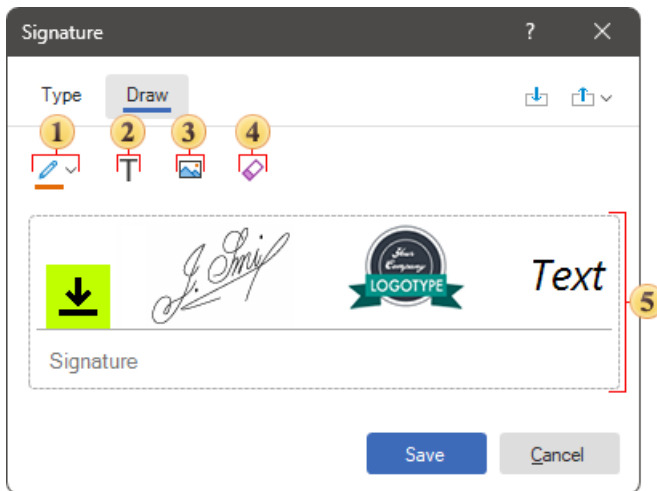 Signature ?
Type Draw
1 2 3 4
T
J. Smi
Your
Company
LOGOTYPE
Text
5
Signature
Save Cancel